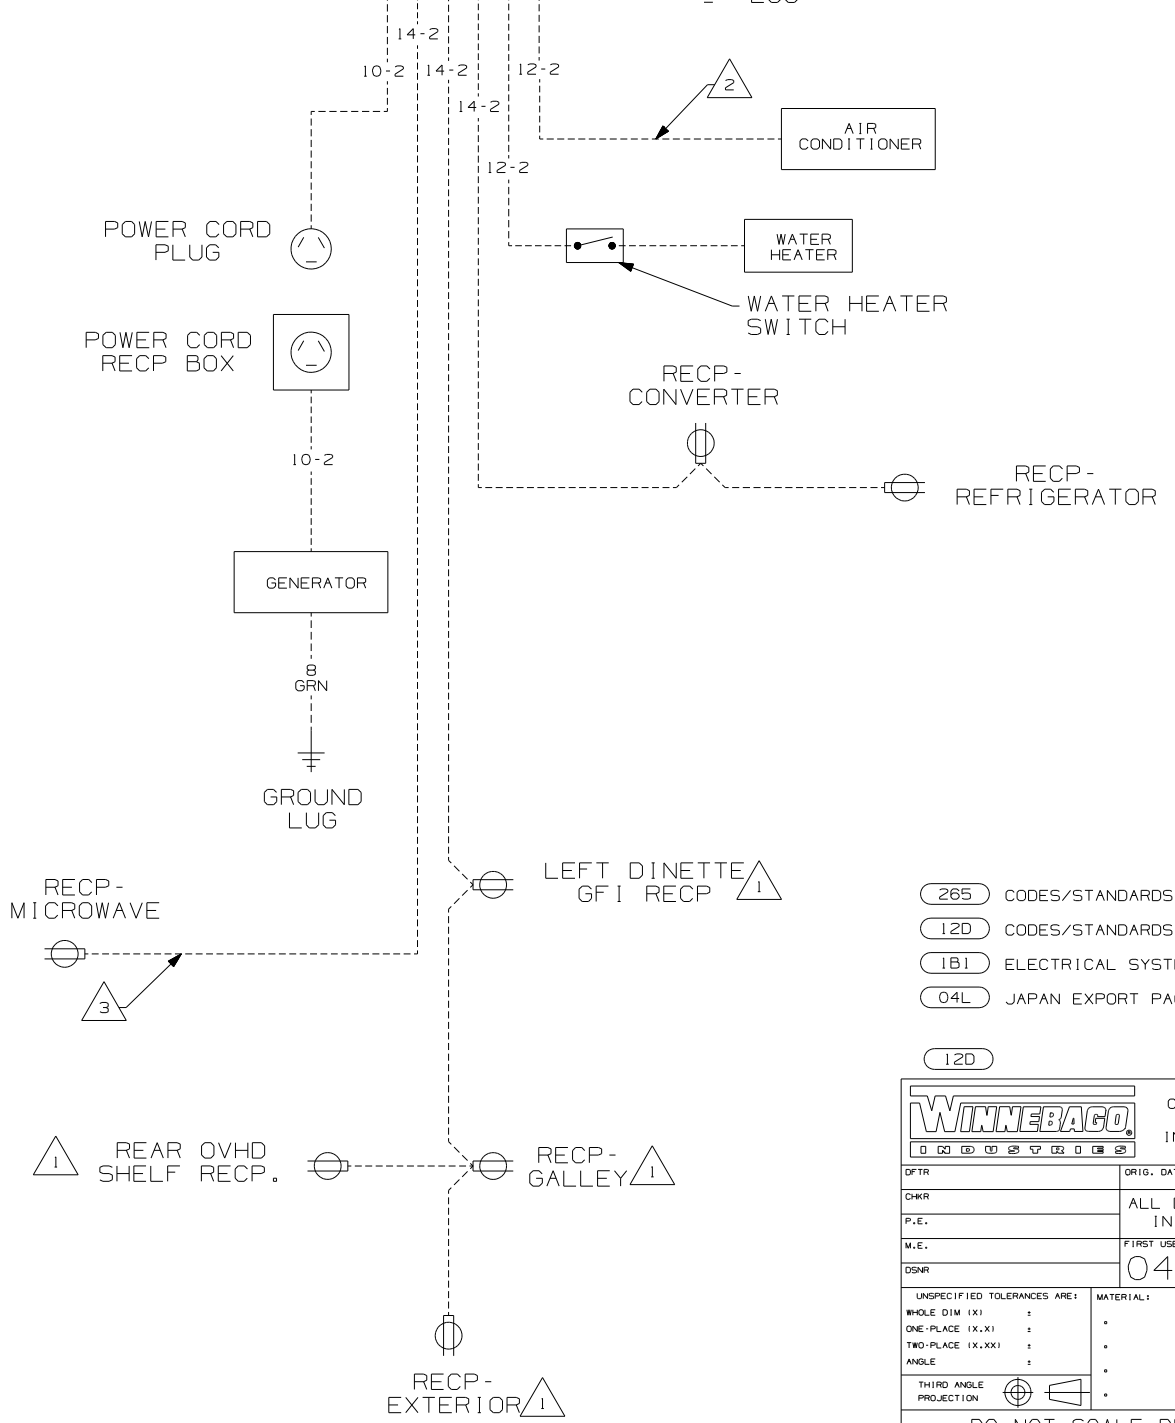 14-2
10-2
14-2
12-2
2
14-2
AIR
CONDITIONER
12-2
POWER CORD
PLUG
WATER
HEATER
WATER HEATER
SWITCH
POWER CORD
RECP BOX
RECP-
CONVERTER
10-2
RECP-
REFRIGERATOR
GENERATOR
8
GRN
GROUND
LUG
LEFT DINETTE
GFI RECP
1
RECP-
MICROWAVE
3
265 CODES/STANDARDS
12D CODES/STANDARDS
1B1 ELECTRICAL SYST
04L JAPAN EXPORT PA
12D
WINNEBAGO
®
INDUSTRIES
1
REAR OVHD
SHELF RECP.
RECP-
GALLEY
1
DFTR
ORIG. DA
CHKR
ALL
IN
P.E.
M.E.
FIRST USE
04
DSNR
UNSPECIFIED TOLERANCES ARE:
MATERIAL:
WHOLE DIM (X) ±
ONE-PLACE (X.X) ±
TWO-PLACE (X.XX) ±
ANGLE ±
THIRD ANGLE
PROJECTION
RECP-
EXTERIOR
1